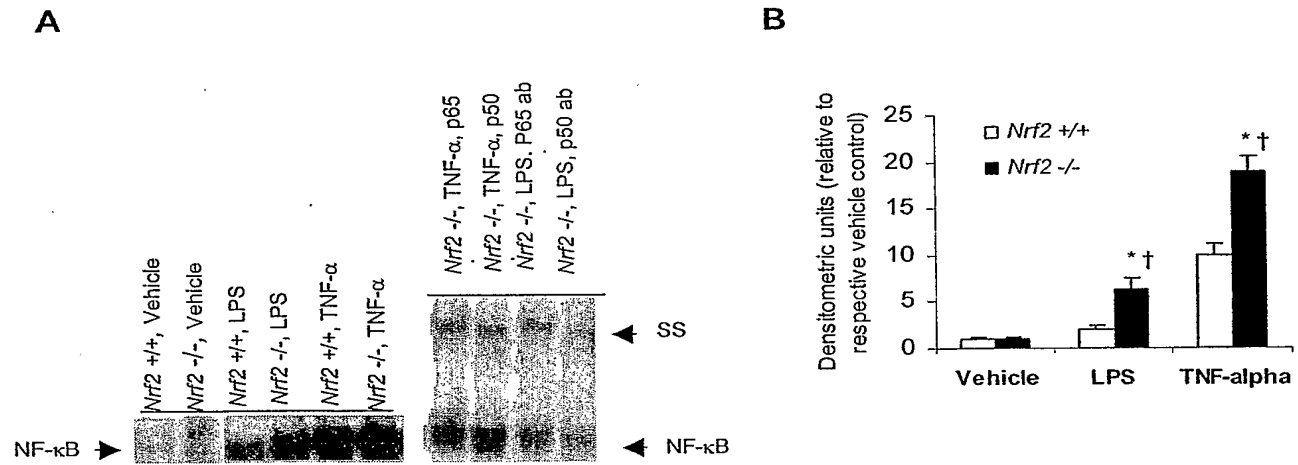 A
Nrf2 +/+, Vehicle
Nrf2 -/-, Vehicle
Nrf2 +/+, LPS
Nrf2 -/-, LPS
Nrf2 +/+, TNF-α
Nrf2 -/-, TNF-α
NF-κB
Nrf2 -/-, TNF-α, p65
Nrf2 -/-, TNF-α, p50
Nrf2 -/-, LPS. P65 ab
Nrf2 -/-, LPS, p50 ab
SS
NF-κB
B
Densitometric units (relative to
respective vehicle control)
25
20
15
10
5
0
Nrf2 +/+
Nrf2 -/-
* †
* †
Vehicle
LPS
TNF-alpha